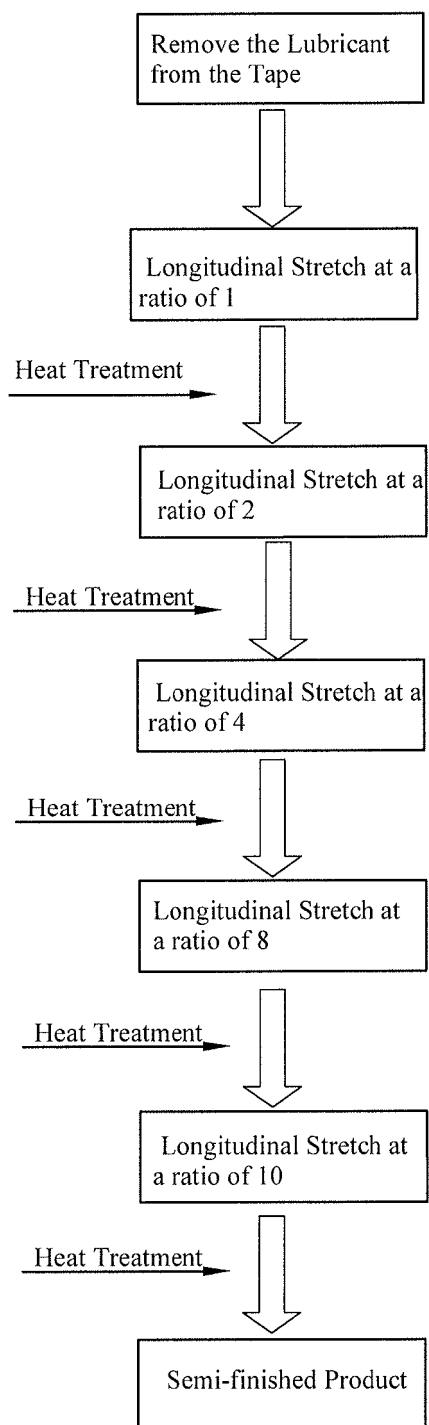 Remove the Lubricant
from the Tape
Longitudinal Stretch at a
ratio of 1
Heat Treatment
Longitudinal Stretch at a
ratio of 2
Heat Treatment
Longitudinal Stretch at a
ratio of 4
Heat Treatment
Longitudinal Stretch at
a ratio of 8
Heat Treatment
Longitudinal Stretch at
a ratio of 10
Heat Treatment
Semi-finished Product